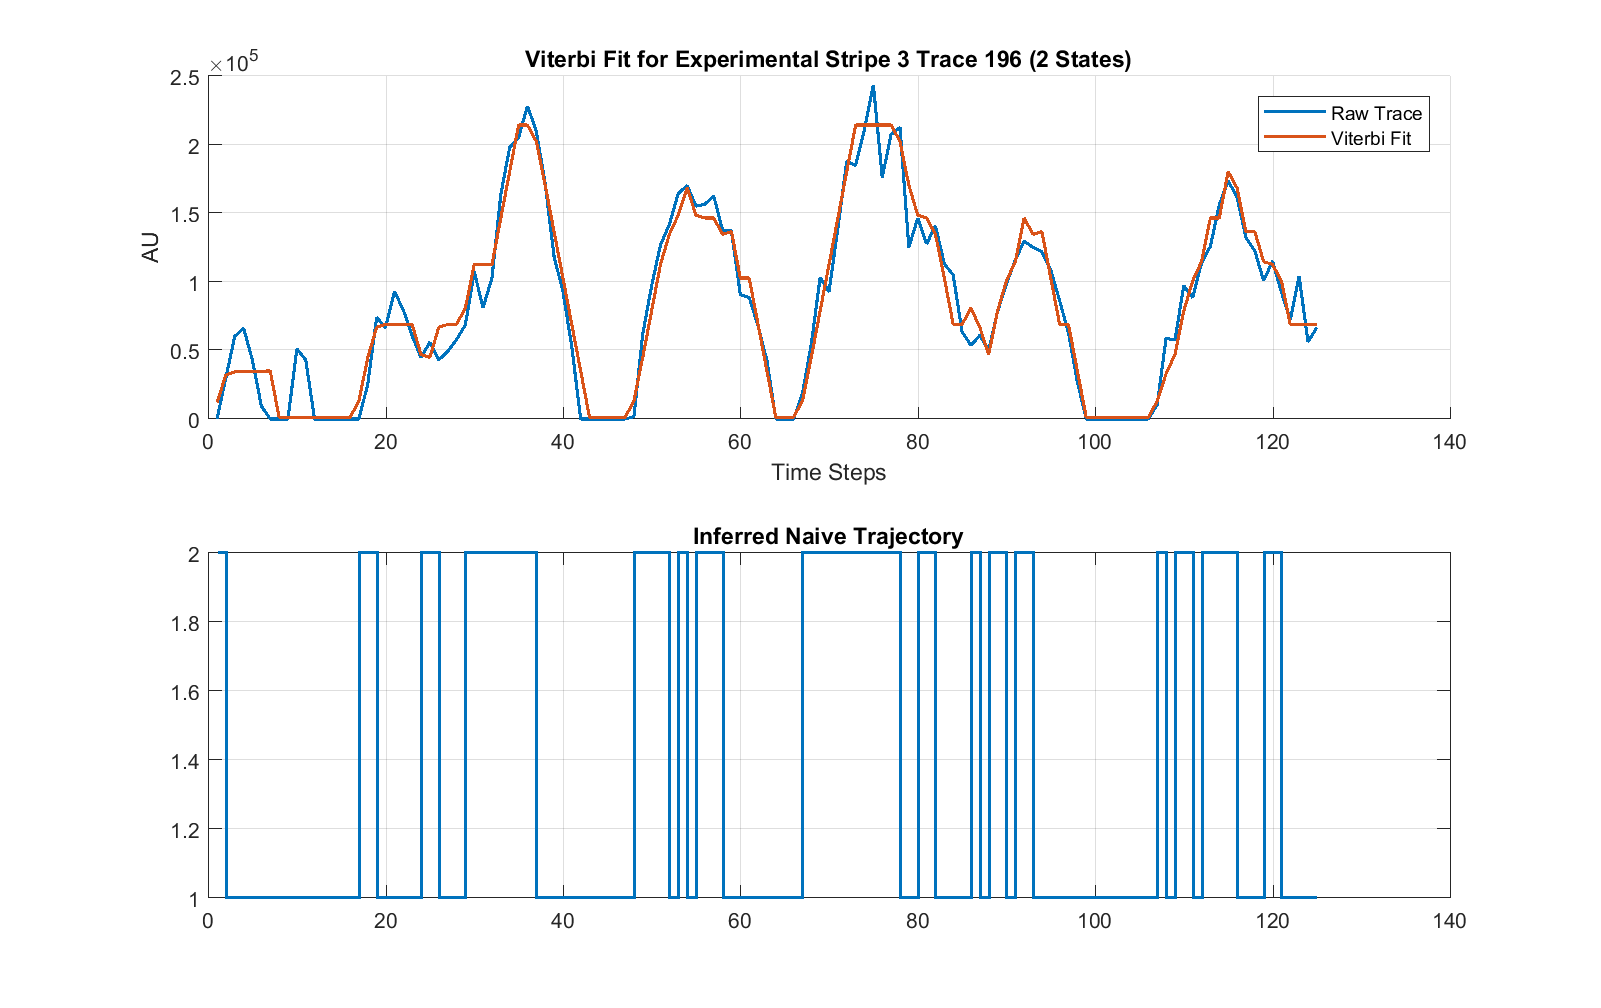 Viterbi Fit for Experimental Stripe 3 Trace 196 (2 States)
×10^5
2.5
2
1.5
1
0.5
0
AU
Raw Trace
Viterbi Fit
0 20 40 60 80 100 120 140
Time Steps
Inferred Naive Trajectory
2
1.8
1.6
1.4
1.2
1
0 20 40 60 80 100 120 140